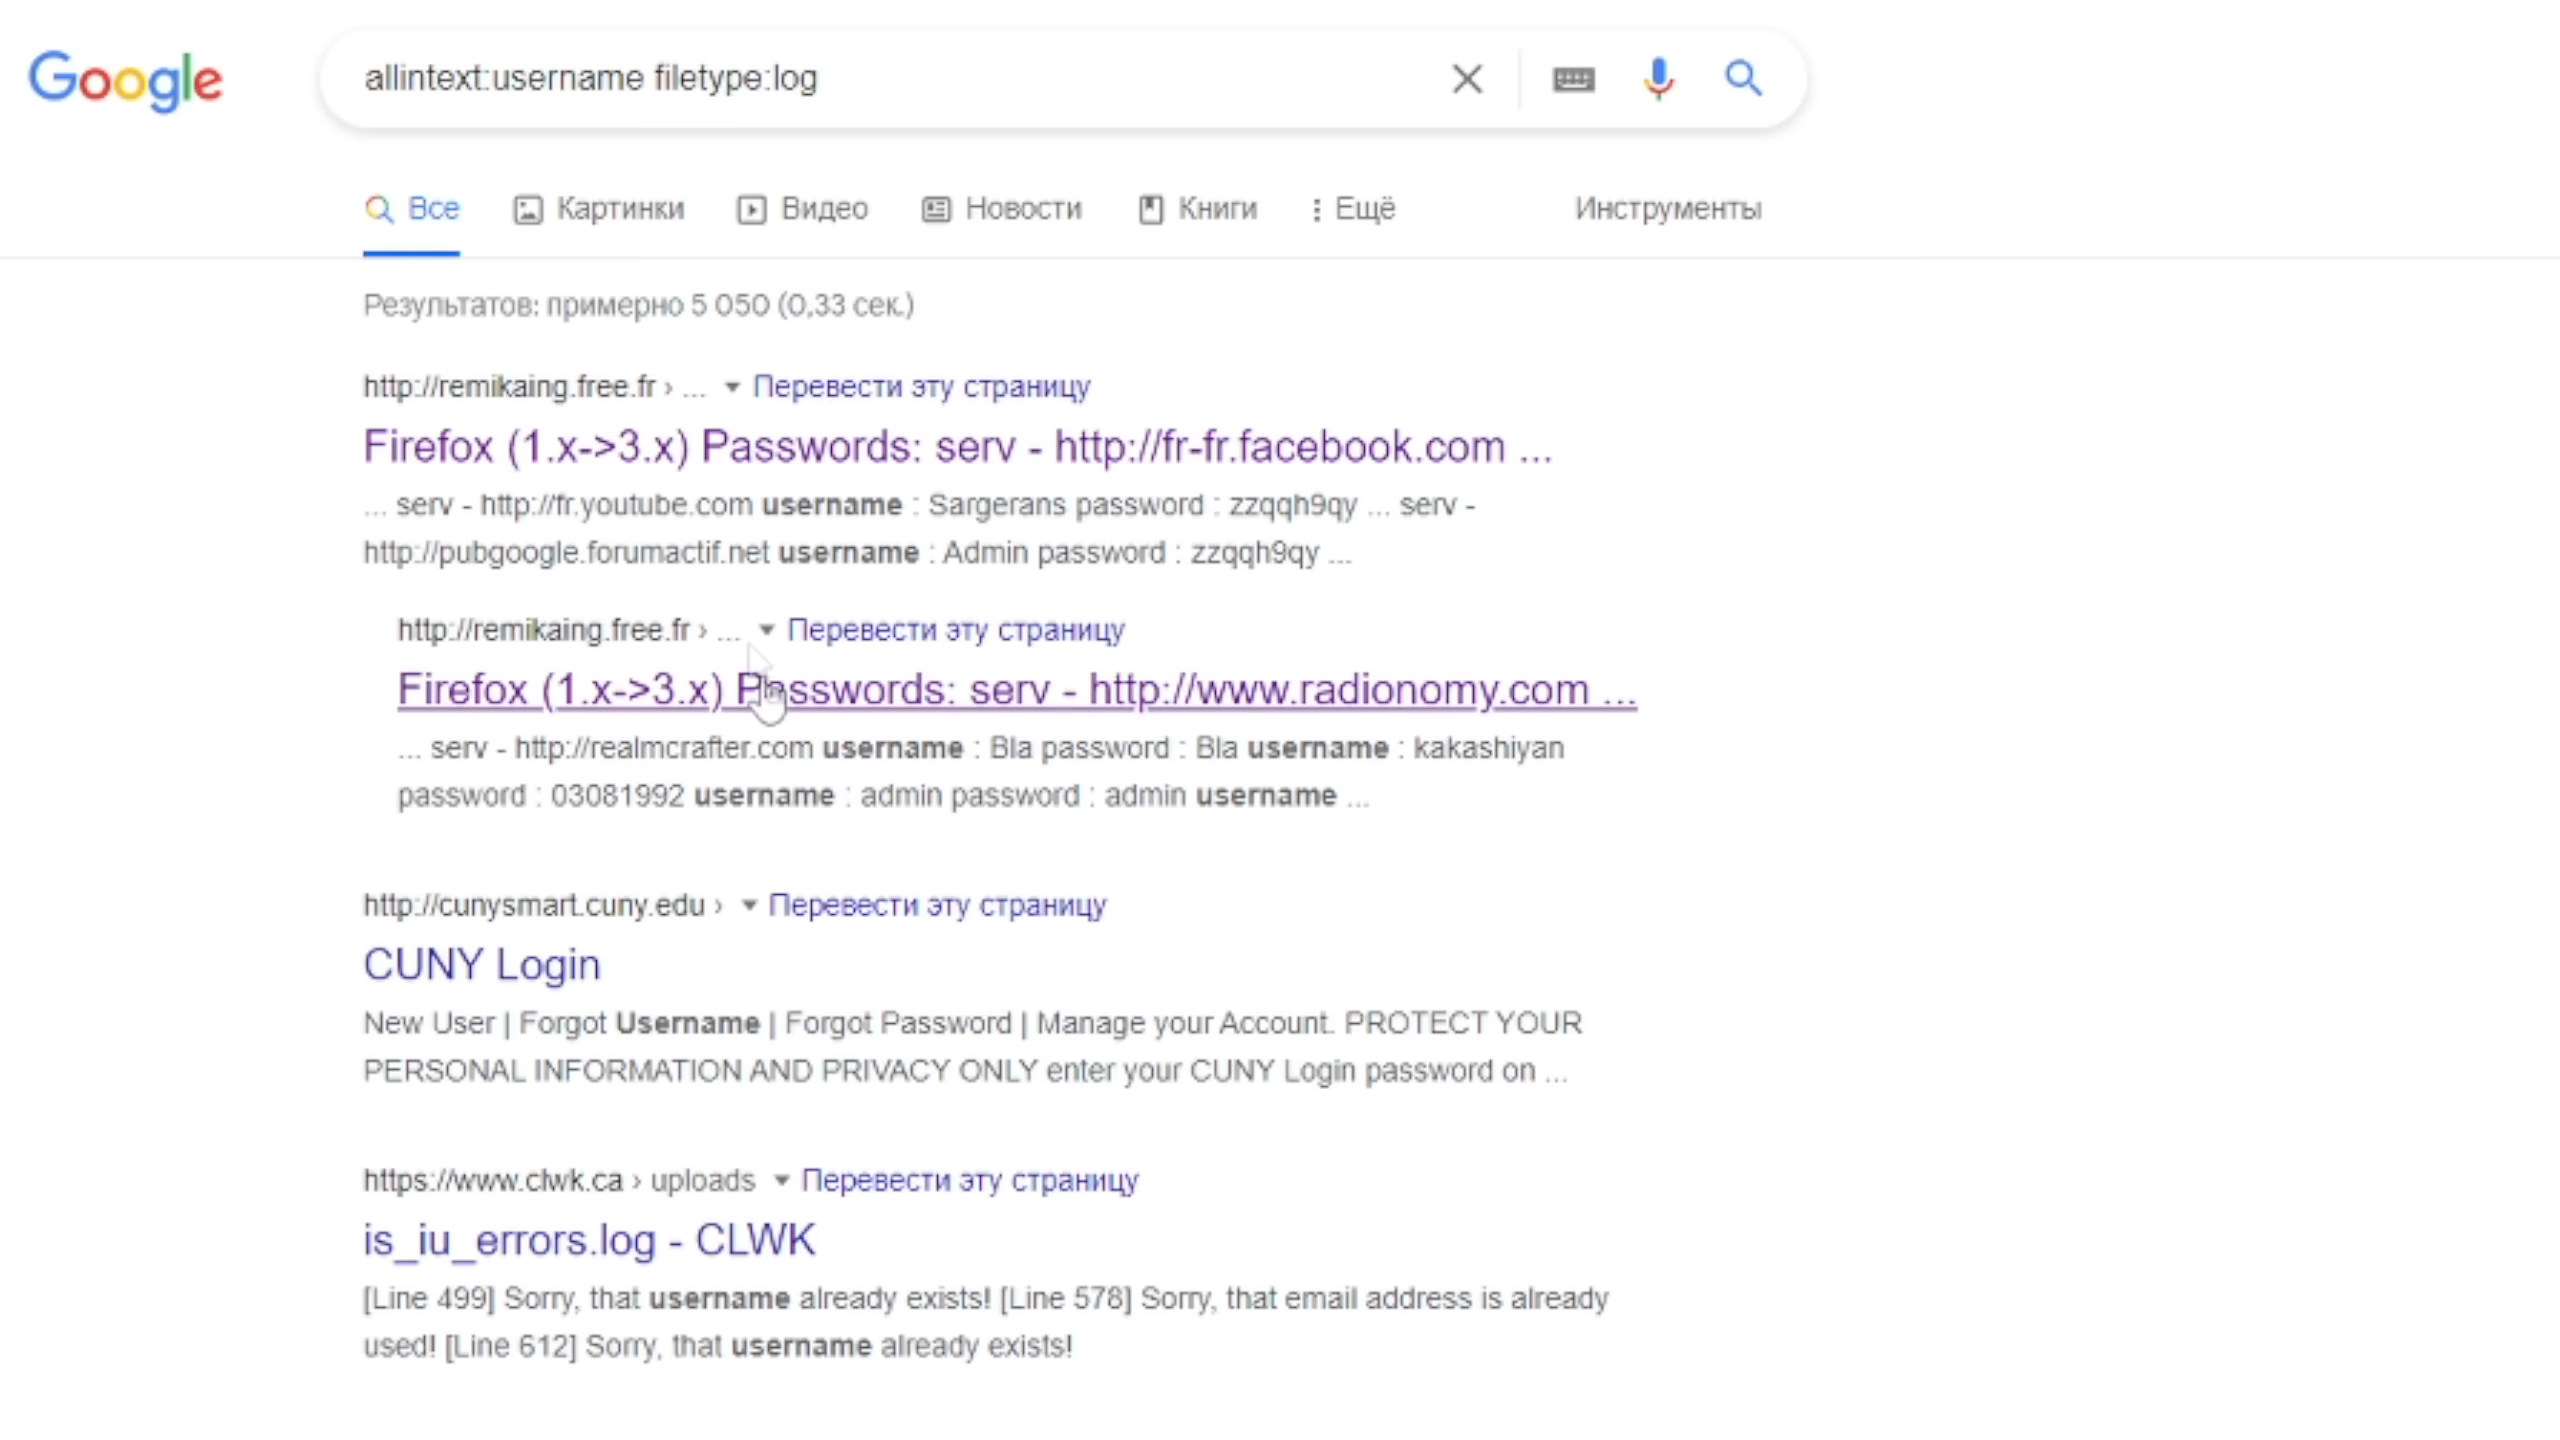 Google
allintext:username filetype:log
Все Картинки Видео Новости Книги Ещё Инструменты
Результатов: примерно 5 050 (0,33 сек.)
http://remikaing.free.fr › ... Перевести эту страницу
Firefox (1.x->3.x) Passwords: serv - http://fr-fr.facebook.com ...
... serv - http://fr.youtube.com username : Sargerans password : zzqqh9qy ... serv -
http://pubgoogle.forumactif.net username : Admin password : zzqqh9qy ...
http://remikaing.free.fr › ... Перевести эту страницу
Firefox (1.x->3.x) Passwords: serv - http://www.radionomy.com ...
... serv - http://realmcrafter.com username : Bla password : Bla username : kakashiyan
password : 03081992 username : admin password : admin username ...
http://cunysmart.cuny.edu › Перевести эту страницу
CUNY Login
New User | Forgot Username | Forgot Password | Manage your Account. PROTECT YOUR
PERSONAL INFORMATION AND PRIVACY ONLY enter your CUNY Login password on ...
https://www.clwk.ca › uploads Перевести эту страницу
is_iu_errors.log - CLWK
[Line 499] Sorry, that username already exists! [Line 578] Sorry, that email address is already
used! [Line 612] Sorry, that username already exists!